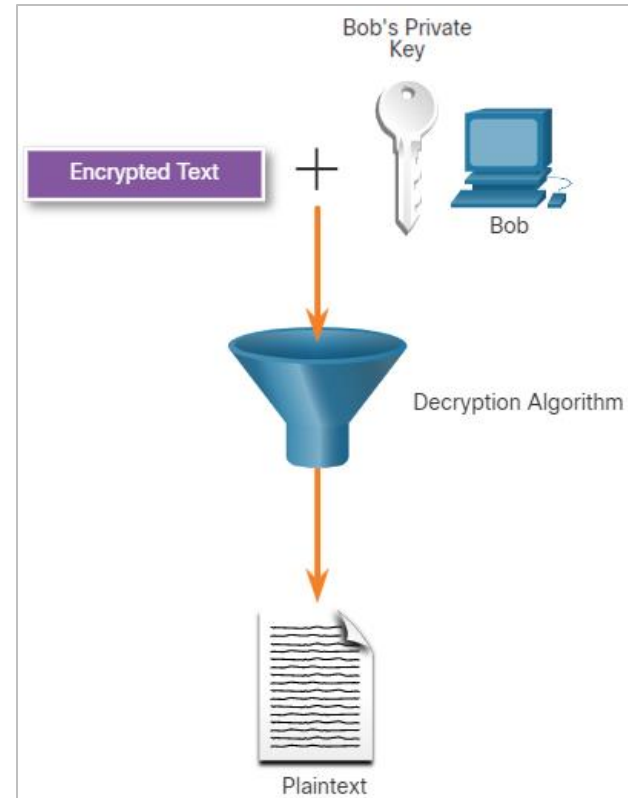 Bob's Private
Key
Encrypted Text
Bob
Decryption Algorithm
Plaintext